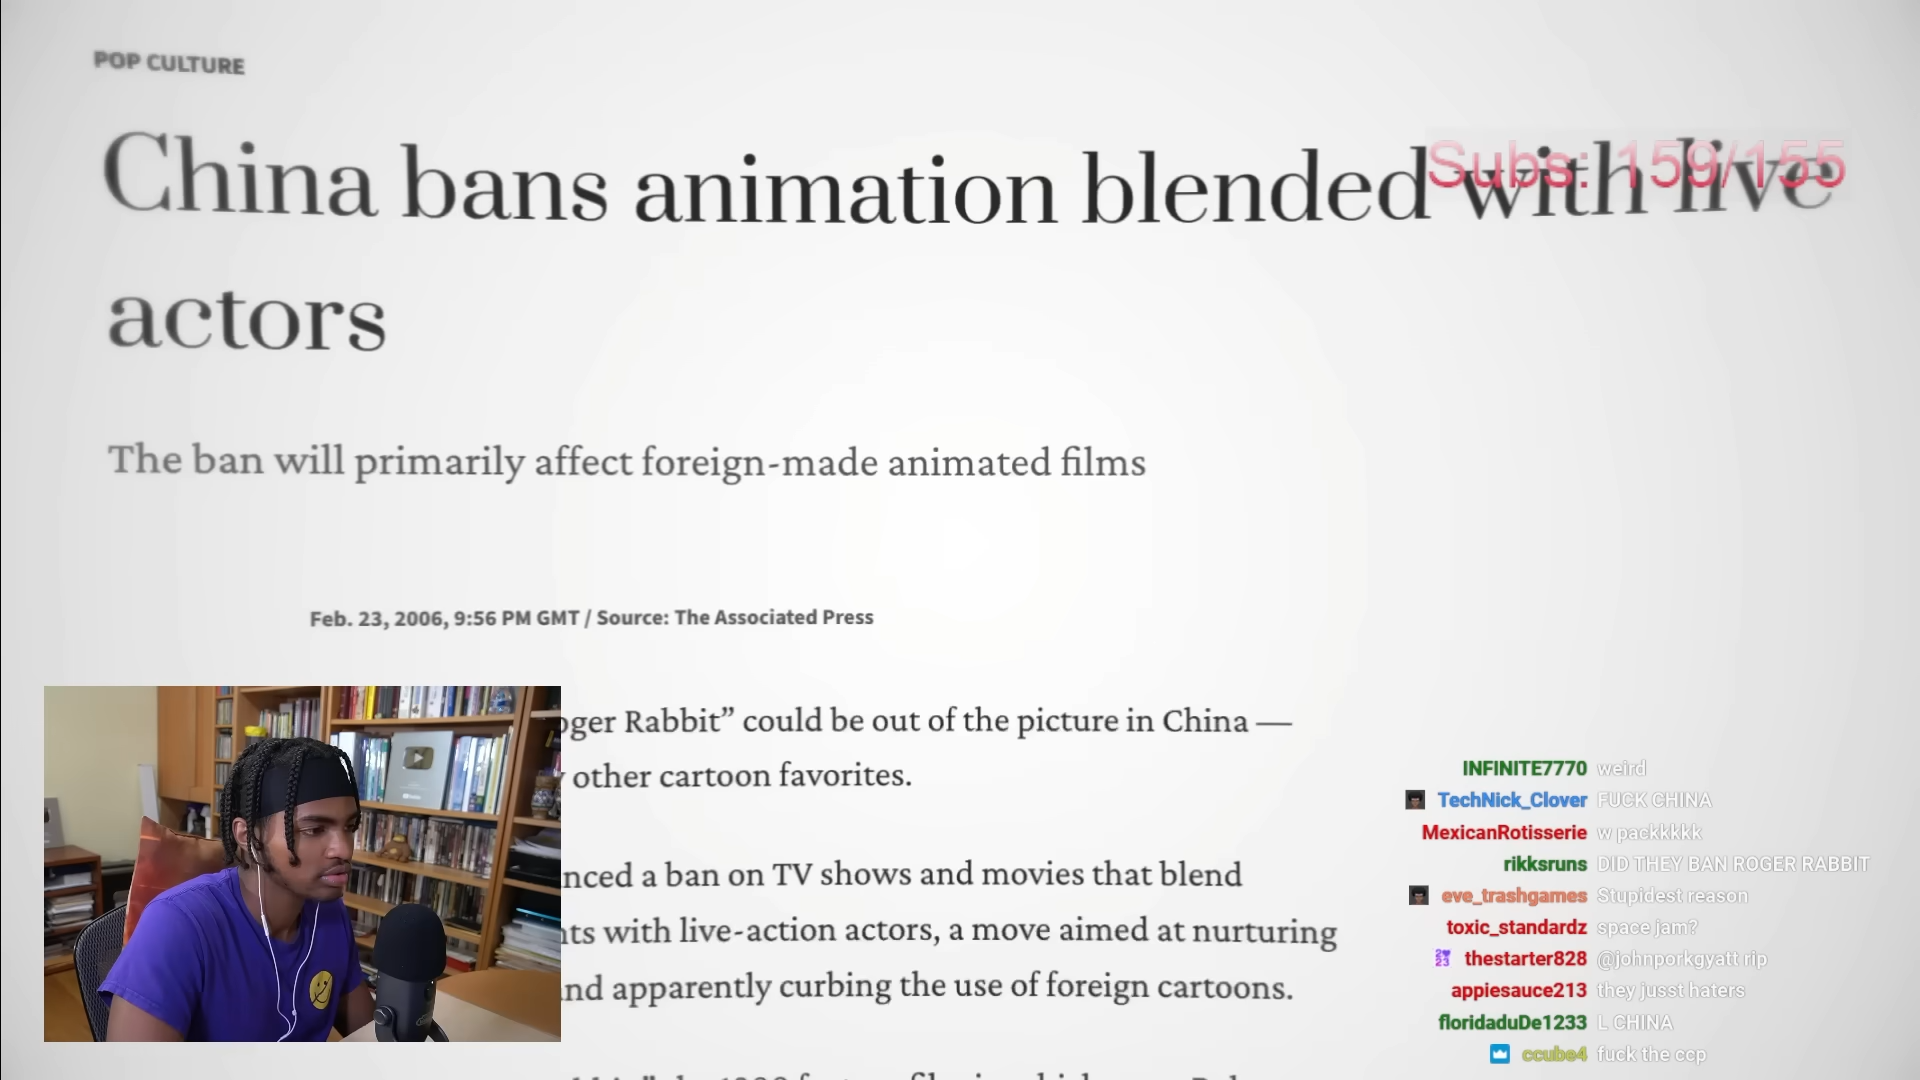 POP CULTURE
China bans animation blended with live
Subs: 159/155
actors
The ban will primarily affect foreign-made animated films
Feb. 23, 2006, 9:56 PM GMT / Source: The Associated Press
Rabbit” could be out of the picture in China —
other cartoon favorites.
a ban on TV shows and movies that blend
with live-action actors, a move aimed at nurturing
apparently curbing the use of foreign cartoons.
INFINITE7770 weird
TechNick_Clover FUCK CHINA
MexicanRotisserie w packkkkk
rikksruns DID THEY BAN ROGER RABBIT
eve_trashgames Stupidest reason
toxic_standardz space jam?
thestarter828 @johnporkgyatt rip
appiesauce213 they jusst haters
floridaduDe1233 L CHINA
ccube4 fuck the ccp